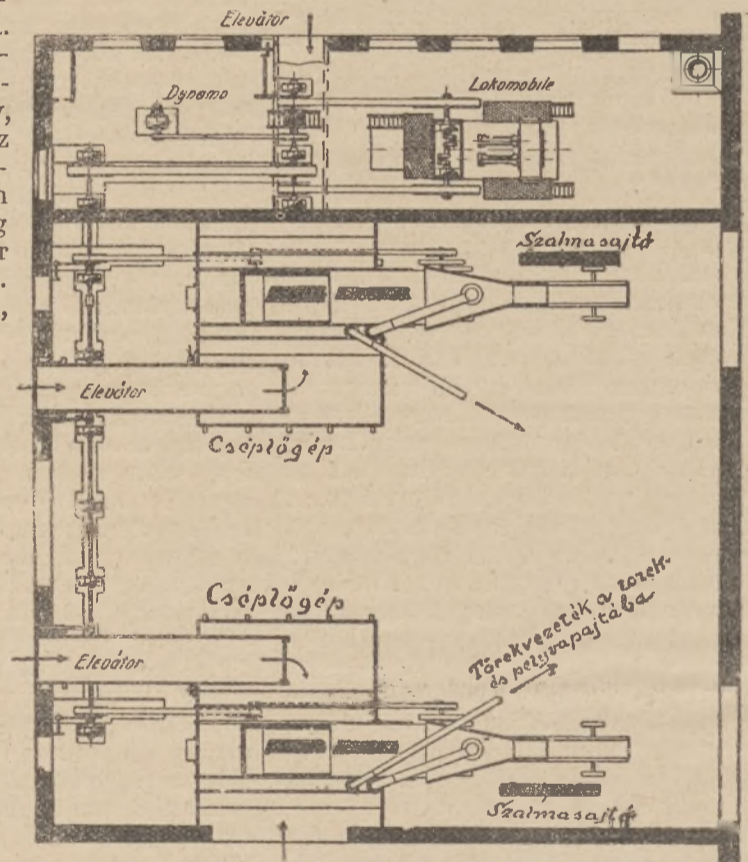 Elevátor
Dynamo
Lokomobile
Szalmasajtó
Elevátor
Cséplőgép
Cséplőgép
Törekvezeték a törek-
és pelyvapajtába
Elevátor
Szalmasajtó